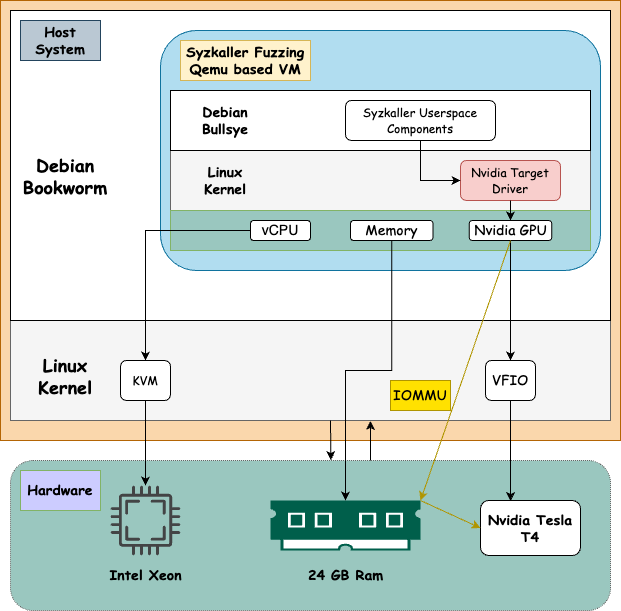 Host
System
Syzkaller Fuzzing
Qemu based VM
Debian
Bullsye
Syzkaller Userspace
Components
Debian
Bookworm
Linux
Kernel
Nvidia Target
Driver
vCPU
Memory
Nvidia GPU
Linux
Kernel
KVM
IOMMU
VFIO
Hardware
Nvidia Tesla
T4
Intel Xeon
24 GB Ram